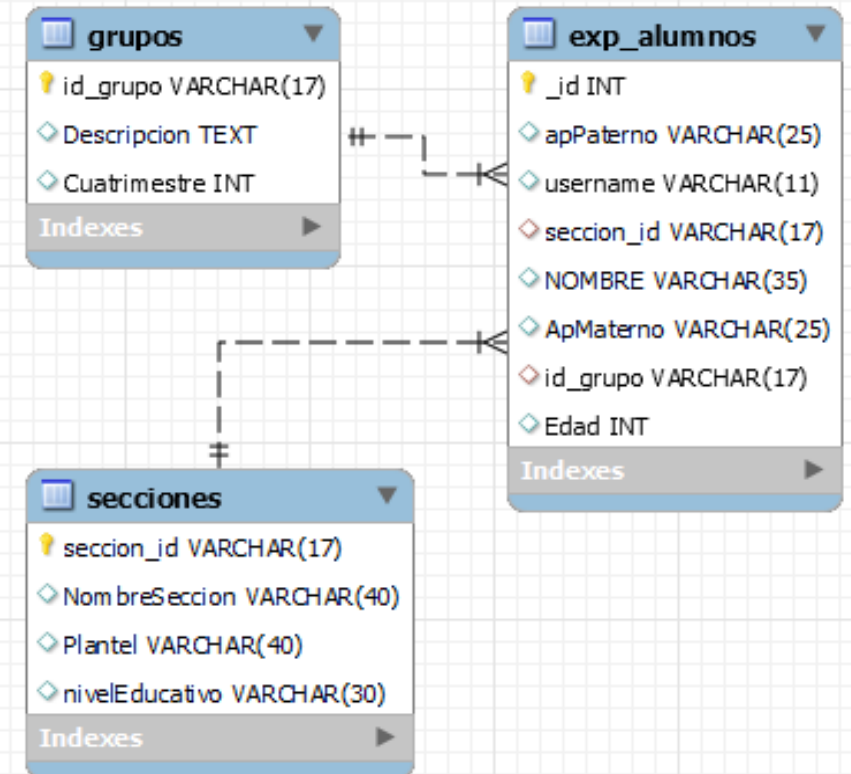 grupos
id_grupo VARCHAR(17)
Descripcion TEXT
Cuatrimestre INT
Indexes
exp_alumnos
_id INT
apPaterno VARCHAR(25)
username VARCHAR(11)
seccion_id VARCHAR(17)
NOMBRE VARCHAR(35)
ApMaterno VARCHAR(25)
id_grupo VARCHAR(17)
Edad INT
Indexes
secciones
seccion_id VARCHAR(17)
NombreSeccion VARCHAR(40)
Plantel VARCHAR(40)
nivelEducativo VARCHAR(30)
Indexes